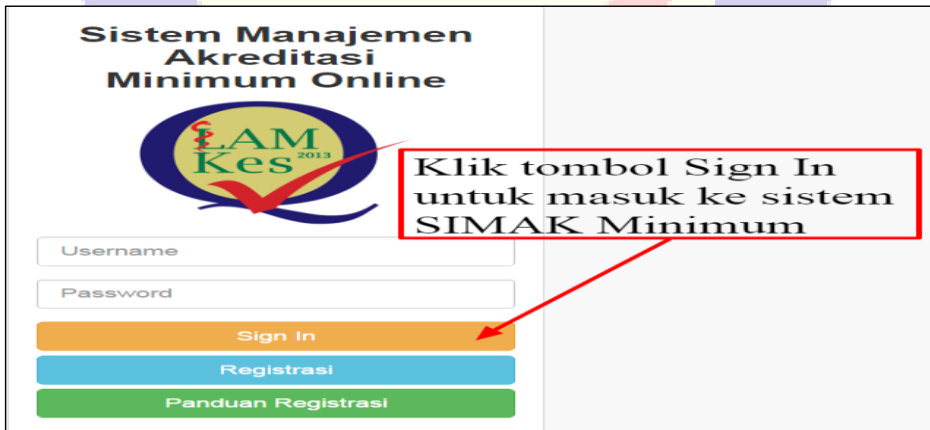 Sistem Manajemen
Akreditasi
Minimum Online
LAM
Kes 2013
Klik tombol Sign In
untuk masuk ke sistem
SIMAK Minimum
Username
Password
Sign In
Registrasi
Panduan Registrasi